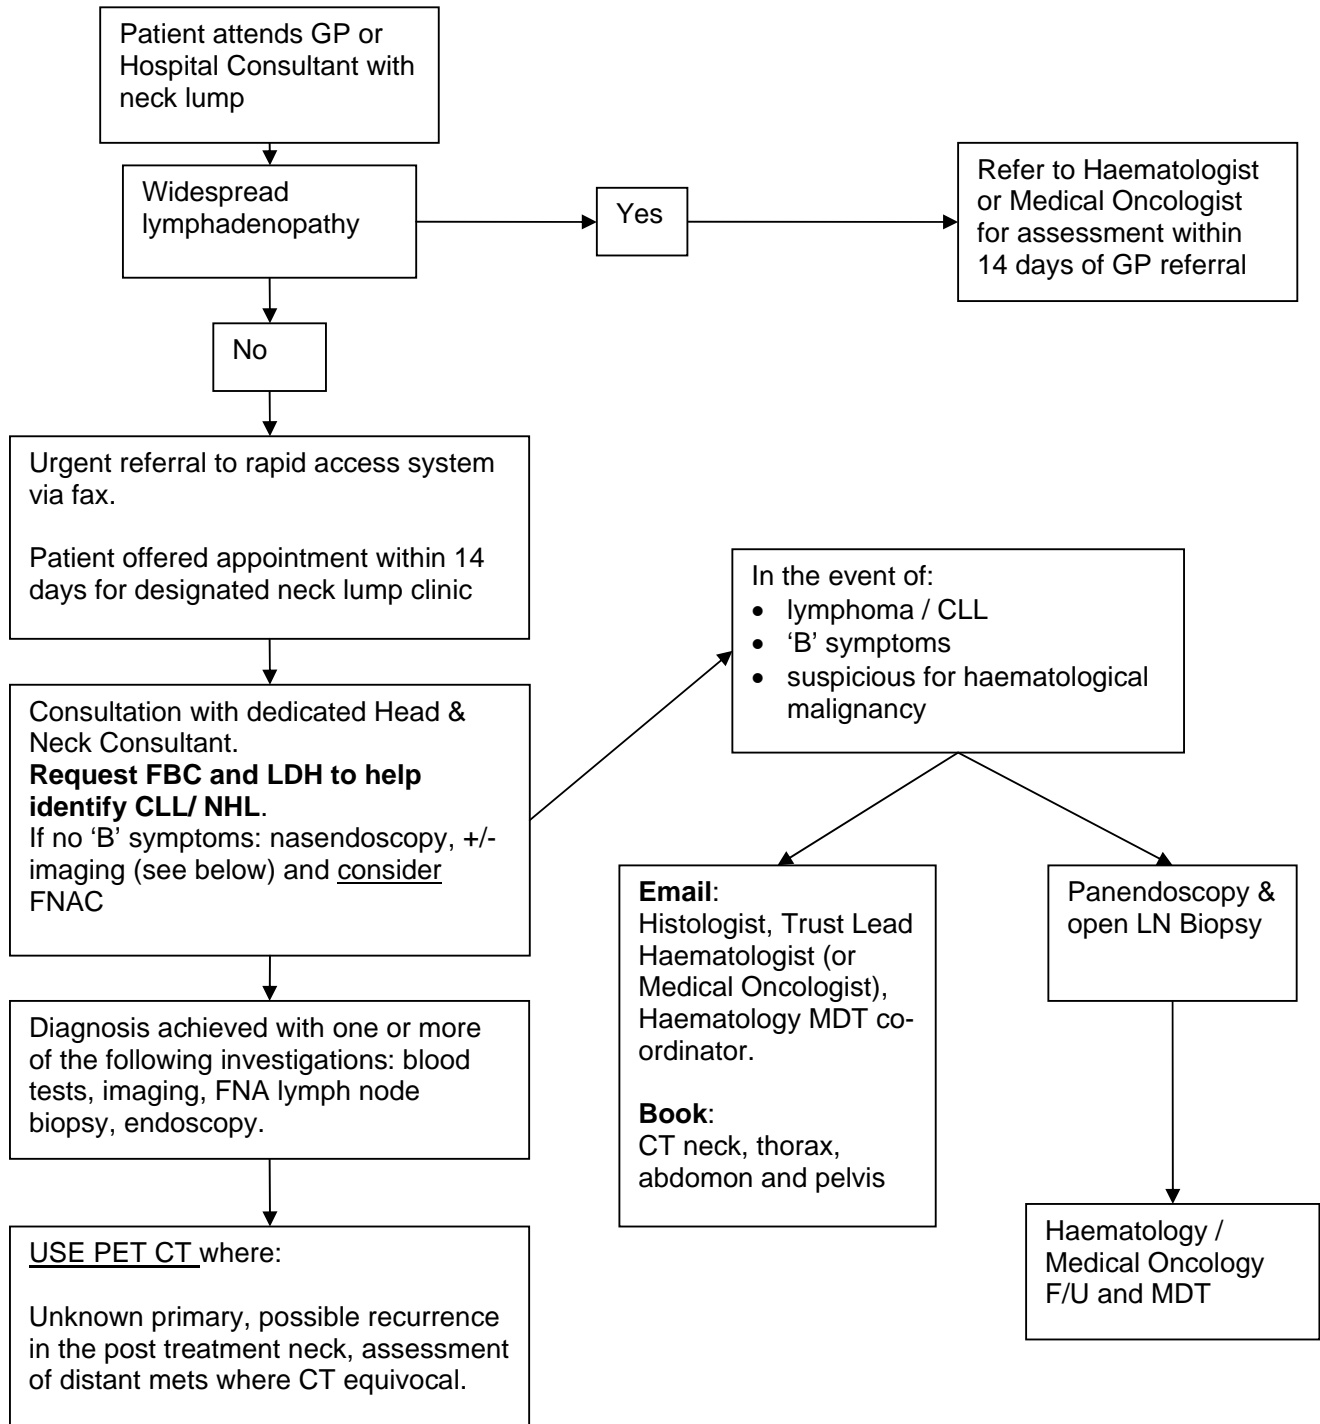 Patient attends GP or
Hospital Consultant with
neck lump
Widespread
lymphadenopathy
Yes
Refer to Haematologist
or Medical Oncologist
for assessment within
14 days of GP referral
No
Urgent referral to rapid access system
via fax.
Patient offered appointment within 14
days for designated neck lump clinic
Consultation with dedicated Head &
Neck Consultant.
Request FBC and LDH to help
identify CLL/ NHL.
If no ‘B’ symptoms: nasendoscopy, +/-
imaging (see below) and consider
FNAC
In the event of:
• lymphoma / CLL
• ‘B’ symptoms
• suspicious for haematological
malignancy
Email:
Histologist, Trust Lead
Haematologist (or
Medical Oncologist),
Haematology MDT co-
ordinator.
Book:
CT neck, thorax,
abdomon and pelvis
Panendoscopy &
open LN Biopsy
Haematology /
Medical Oncology
F/U and MDT
Diagnosis achieved with one or more
of the following investigations: blood
tests, imaging, FNA lymph node
biopsy, endoscopy.
USE PET CT where:
Unknown primary, possible recurrence
in the post treatment neck, assessment
of distant mets where CT equivocal.